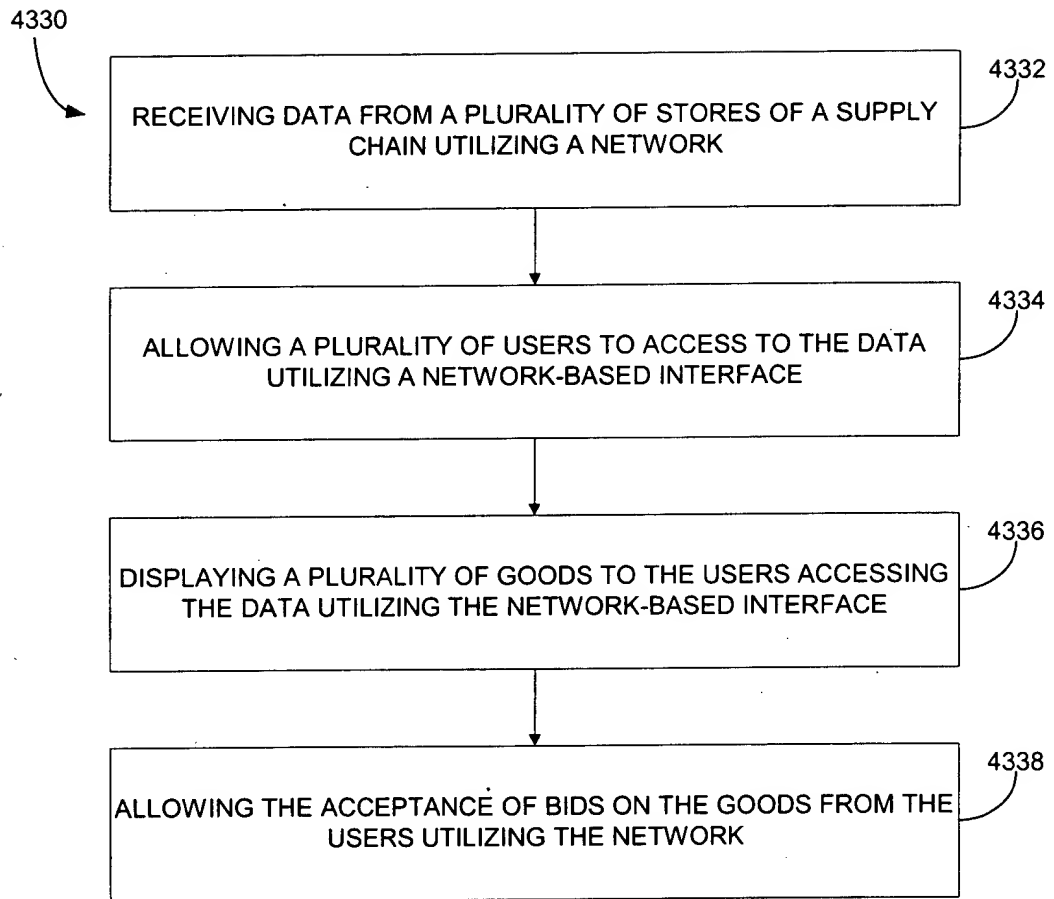 4330
4332
RECEIVING DATA FROM A PLURALITY OF STORES OF A SUPPLY
CHAIN UTILIZING A NETWORK
4334
ALLOWING A PLURALITY OF USERS TO ACCESS TO THE DATA
UTILIZING A NETWORK-BASED INTERFACE
4336
DISPLAYING A PLURALITY OF GOODS TO THE USERS ACCESSING
THE DATA UTILIZING THE NETWORK-BASED INTERFACE
4338
ALLOWING THE ACCEPTANCE OF BIDS ON THE GOODS FROM THE
USERS UTILIZING THE NETWORK